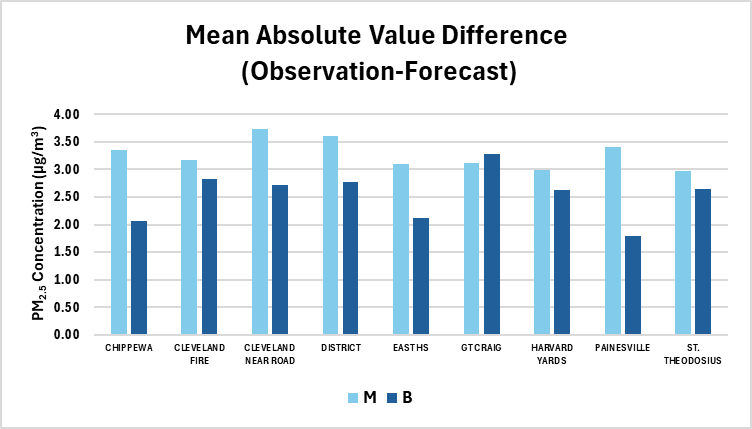 Mean Absolute Value Difference
(Observation-Forecast)
PM2.5 Concentration (µg/m³)
4.00
3.50
3.00
2.50
2.00
1.50
1.00
0.50
0.00
CHIPPEWA
CLEVELAND
FIRE
CLEVELAND
NEAR ROAD
DISTRICT
EAST HS
GT CRAIG
HARVARD
YARDS
PAINESVILLE
ST.
THEODOSIUS
M
B